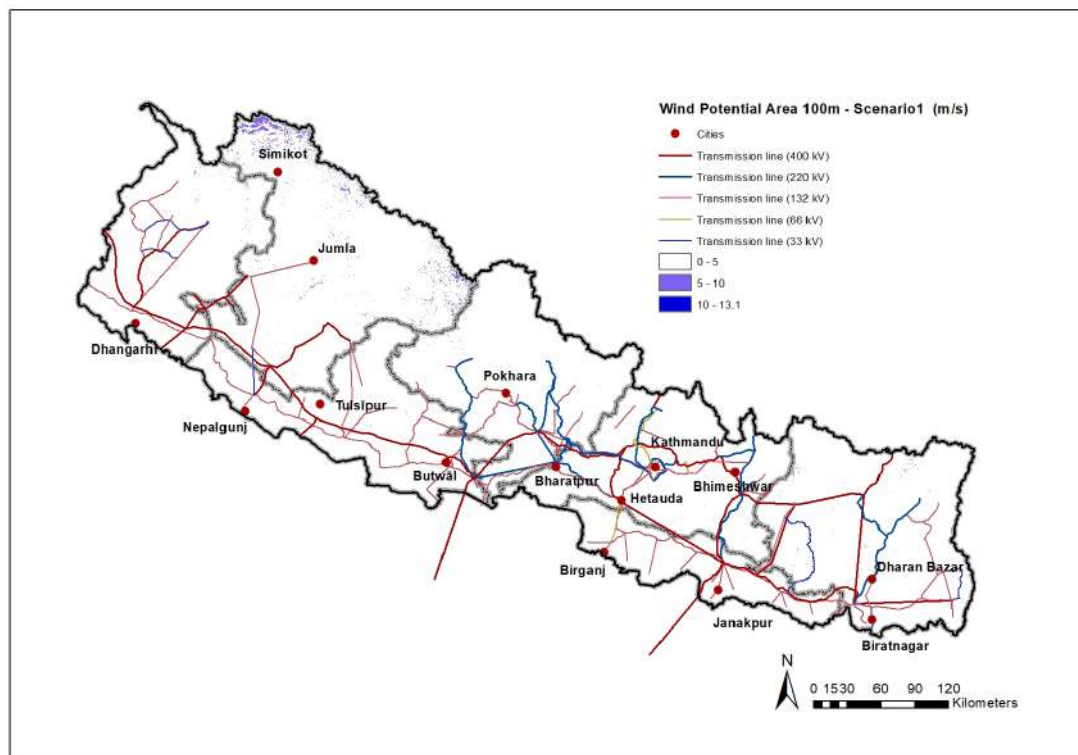 Wind Potential Area 100m - Scenario1 (m/s)
Cities
Transmission line (400 kV)
Transmission line (220 kV)
Transmission line (132 kV)
Transmission line (66 kV)
Transmission line (33 kV)
0 - 5
5 - 10
10 - 13.1
Simikot
Jumla
Dhangarhi
Pokhara
Tulsipur
Nepalgunj
Kathmandu
Butwal
Bharatpur
Bhimeshwar
Hetauda
Birganj
Dharan Bazar
Janakpur
Biratnagar
N
0 15 30 60 90 120
Kilometers